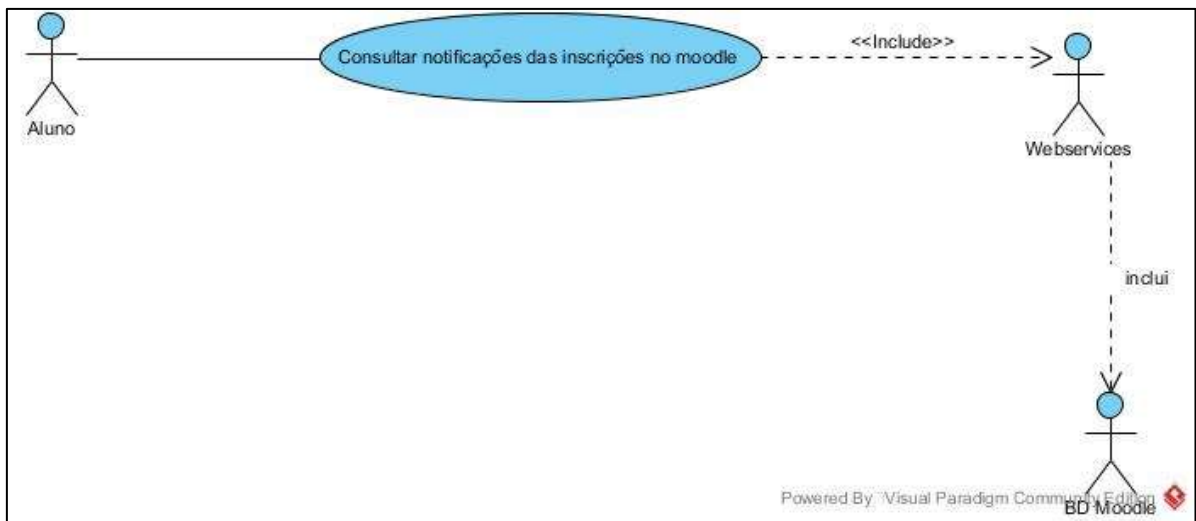 Consultar notificações das inscrições no moodle
<<Include>>
Aluno
Webservices
inclui
Powered By Visual Paradigm Community Edition
BD Moodle